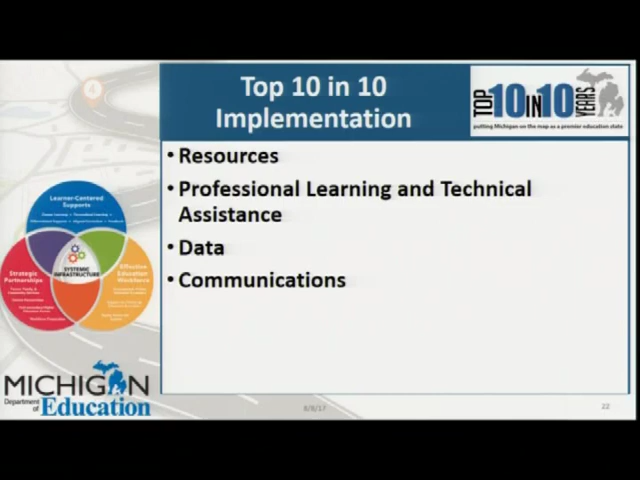 Top 10 in 10
Implementation
TOP 10 IN 10 YEARS
putting Michigan on the map as a premier education state
• Resources
• Professional Learning and Technical
Assistance
• Data
• Communications
4
Learner-Centered
Supports
Strategic
Partnerships
SYSTEMIC
INFRASTRUCTURE
Effective
Education
Workforce
MICHIGAN
Department
of Education
8/8/17
22